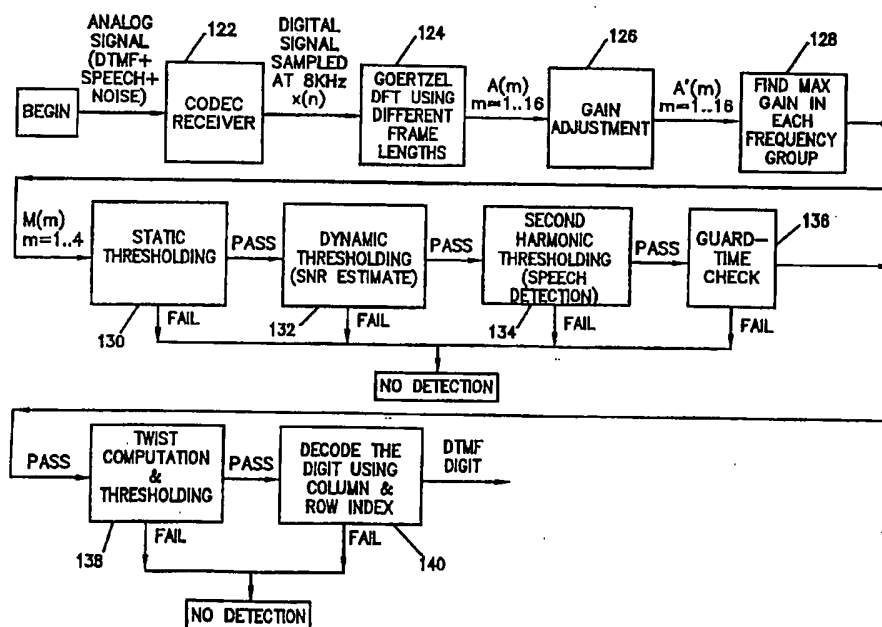 BEGIN
ANALOG
SIGNAL
(DTMF+
SPEECH+
NOISE)
122
CODEC
RECEIVER
DIGITAL
SIGNAL
SAMPLED
AT 8KHz
x(n)
124
GOERTZEL
DFT USING
DIFFERENT
FRAME
LENGTHS
A(m)
m=1..16
126
GAIN
ADJUSTMENT
A'(m)
m=1..16
128
FIND MAX
GAIN IN
EACH
FREQUENCY
GROUP
M(m)
m=1..4
STATIC
THRESHOLDING
130
FAIL
PASS
DYNAMIC
THRESHOLDING
(SNR ESTIMATE)
132
FAIL
PASS
SECOND
HARMONIC
THRESHOLDING
(SPEECH
DETECTION)
134
FAIL
PASS
136
GUARD-
TIME
CHECK
FAIL
NO DETECTION
PASS
TWIST
COMPUTATION
&
THRESHOLDING
138
FAIL
PASS
DECODE THE
DIGIT USING
COLUMN &
ROW INDEX
FAIL
140
DTMF
DIGIT
NO DETECTION